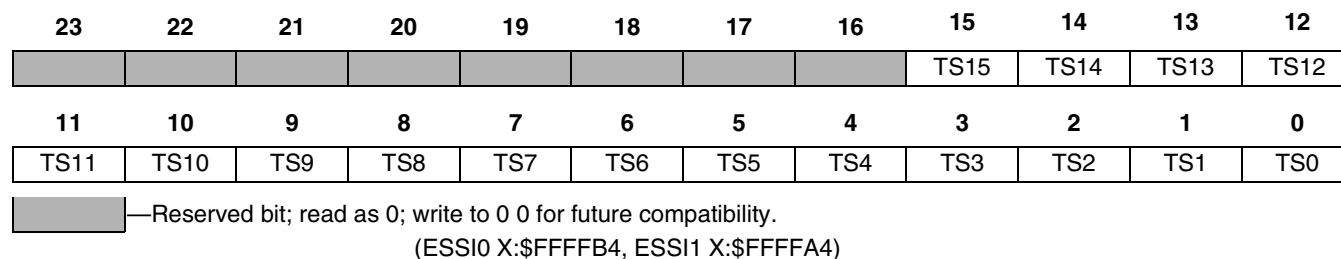 23 22 21 20 19 18 17 16 15 14 13 12
TS15 TS14 TS13 TS12
11 10 9 8 7 6 5 4 3 2 1 0
TS11 TS10 TS9 TS8 TS7 TS6 TS5 TS4 TS3 TS2 TS1 TS0
—Reserved bit; read as 0; write to 0 0 for future compatibility.
(ESSI0 X:$FFFFB4, ESSI1 X:$FFFFA4)